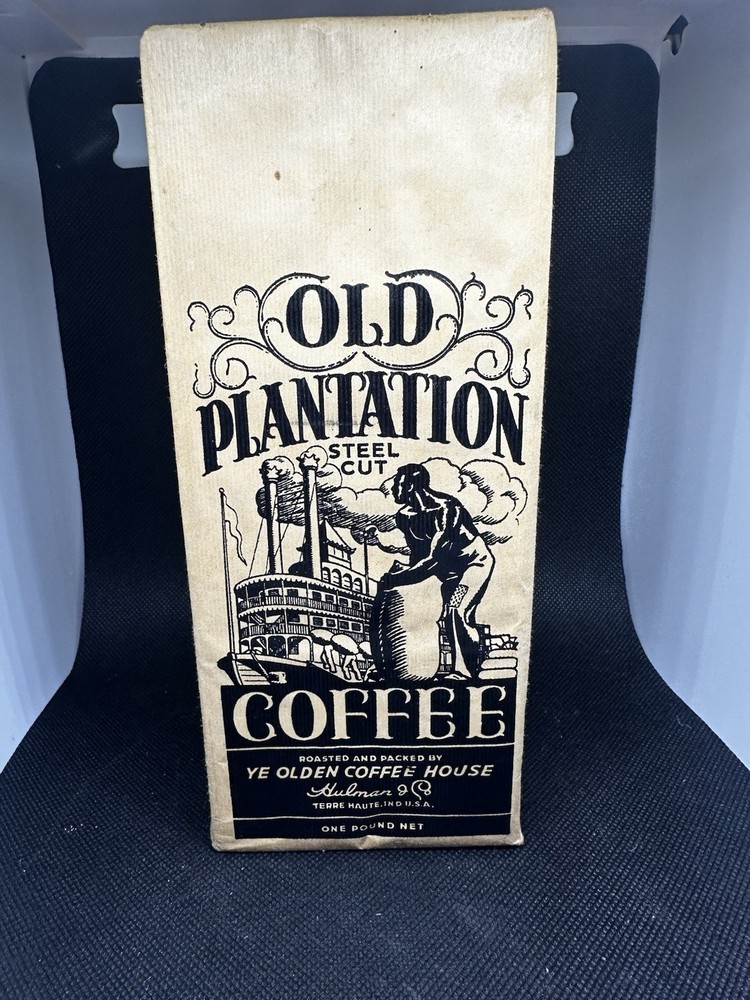 OLD
PLANTATION
STEEL
CUT
COFFEE
ROASTED AND PACKED BY
YE OLDEN COFFEE HOUSE
Hulman & Co
TERRE HAUTE, IND U.S.A.
ONE POUND NET